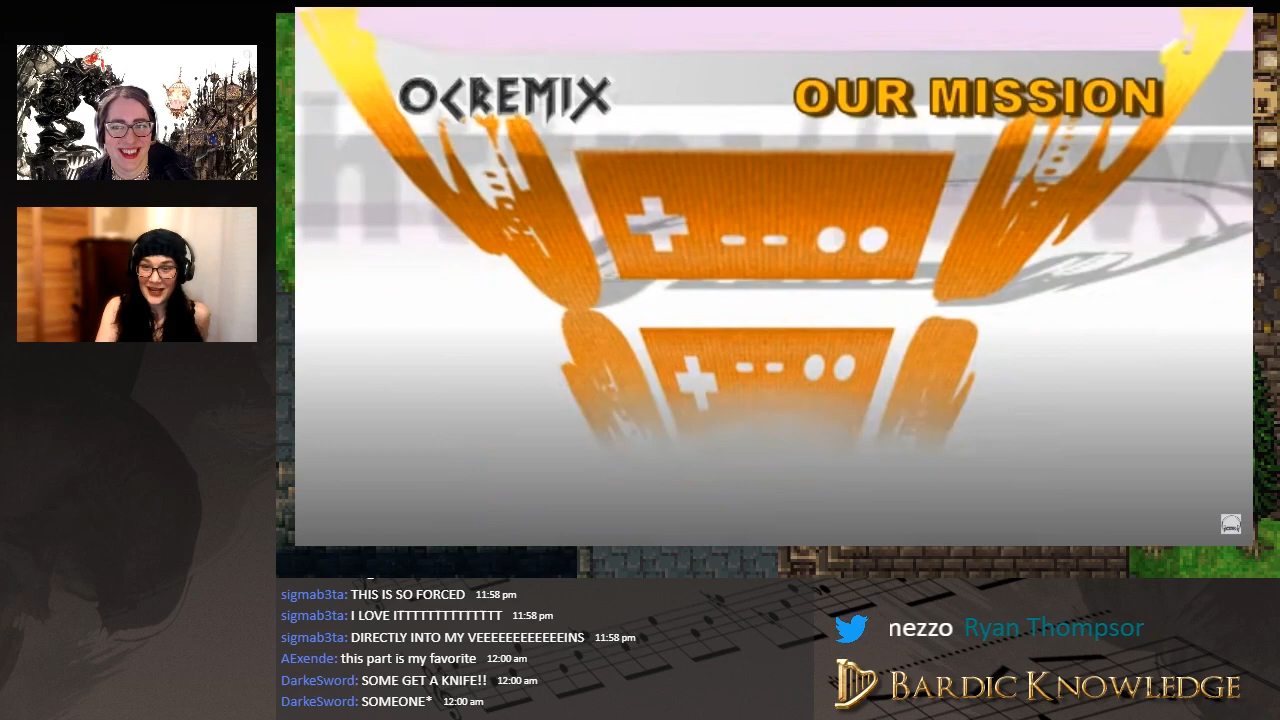 OCREMIX
OUR MISSION
sigmab3ta: THIS IS SO FORCED 11:58 pm
sigmab3ta: I LOVE ITTTTTTTTTTTTTT 11:58 pm
sigmab3ta: DIRECTLY INTO MY VEEEEEEEEEEEEINS 11:58 pm
AExende: this part is my favorite 12:00 am
DarkeSword: SOME GET A KNIFE!! 12:00 am
DarkeSword: SOMEONE* 12:00 am
nezzo Ryan Thompsor
BARDIC KNOWLEDGE